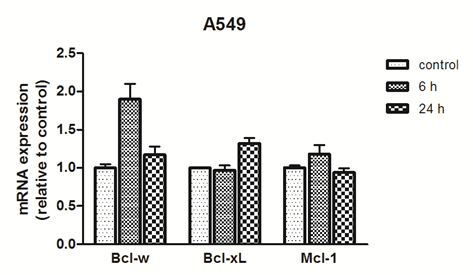 A549
mRNA expression
(relative to control)
2.5
2.0
1.5
1.0
0.5
0.0
Bcl-w Bcl-xL Mcl-1
control
6 h
24 h